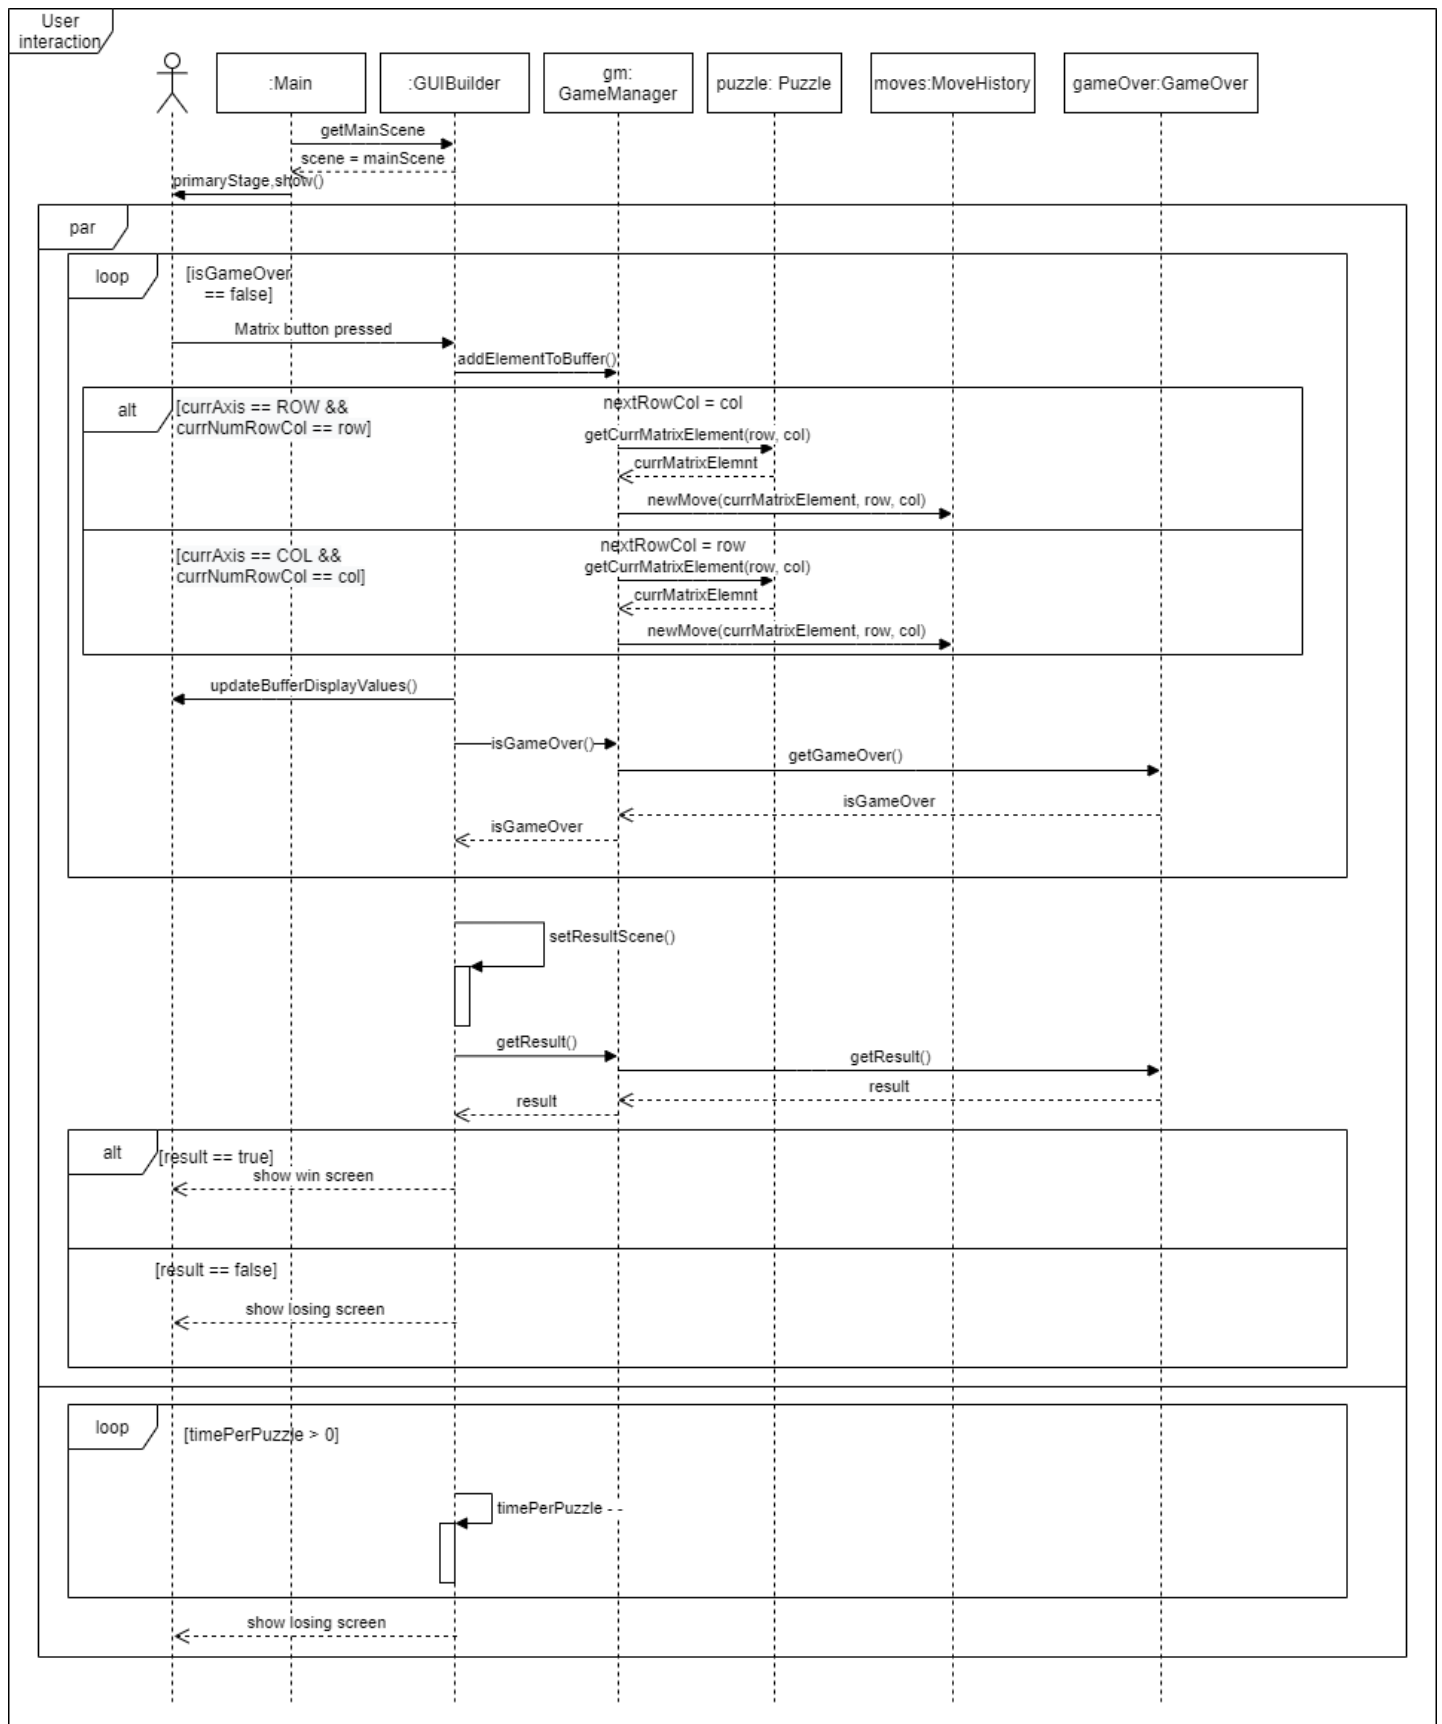 User
interaction
:Main
:GUIBuilder
gm:
GameManager
puzzle: Puzzle
moves:MoveHistory
gameOver:GameOver
getMainScene
scene = mainScene
primaryStage,show()
par
loop
[isGameOver
== false]
Matrix button pressed
addElementToBuffer()
alt
[currAxis == ROW &&
currNumRowCol == row]
nextRowCol = col
getCurrMatrixElement(row, col)
currMatrixElemnt
newMove(currMatrixElement, row, col)
[currAxis == COL &&
currNumRowCol == col]
nextRowCol = row
getCurrMatrixElement(row, col)
currMatrixElemnt
newMove(currMatrixElement, row, col)
updateBufferDisplayValues()
isGameOver()
getGameOver()
isGameOver
isGameOver
setResultScene()
getResult()
getResult()
result
result
alt
[result == true]
show win screen
[result == false]
show losing screen
loop
[timePerPuzzle > 0]
timePerPuzzle - -
show losing screen